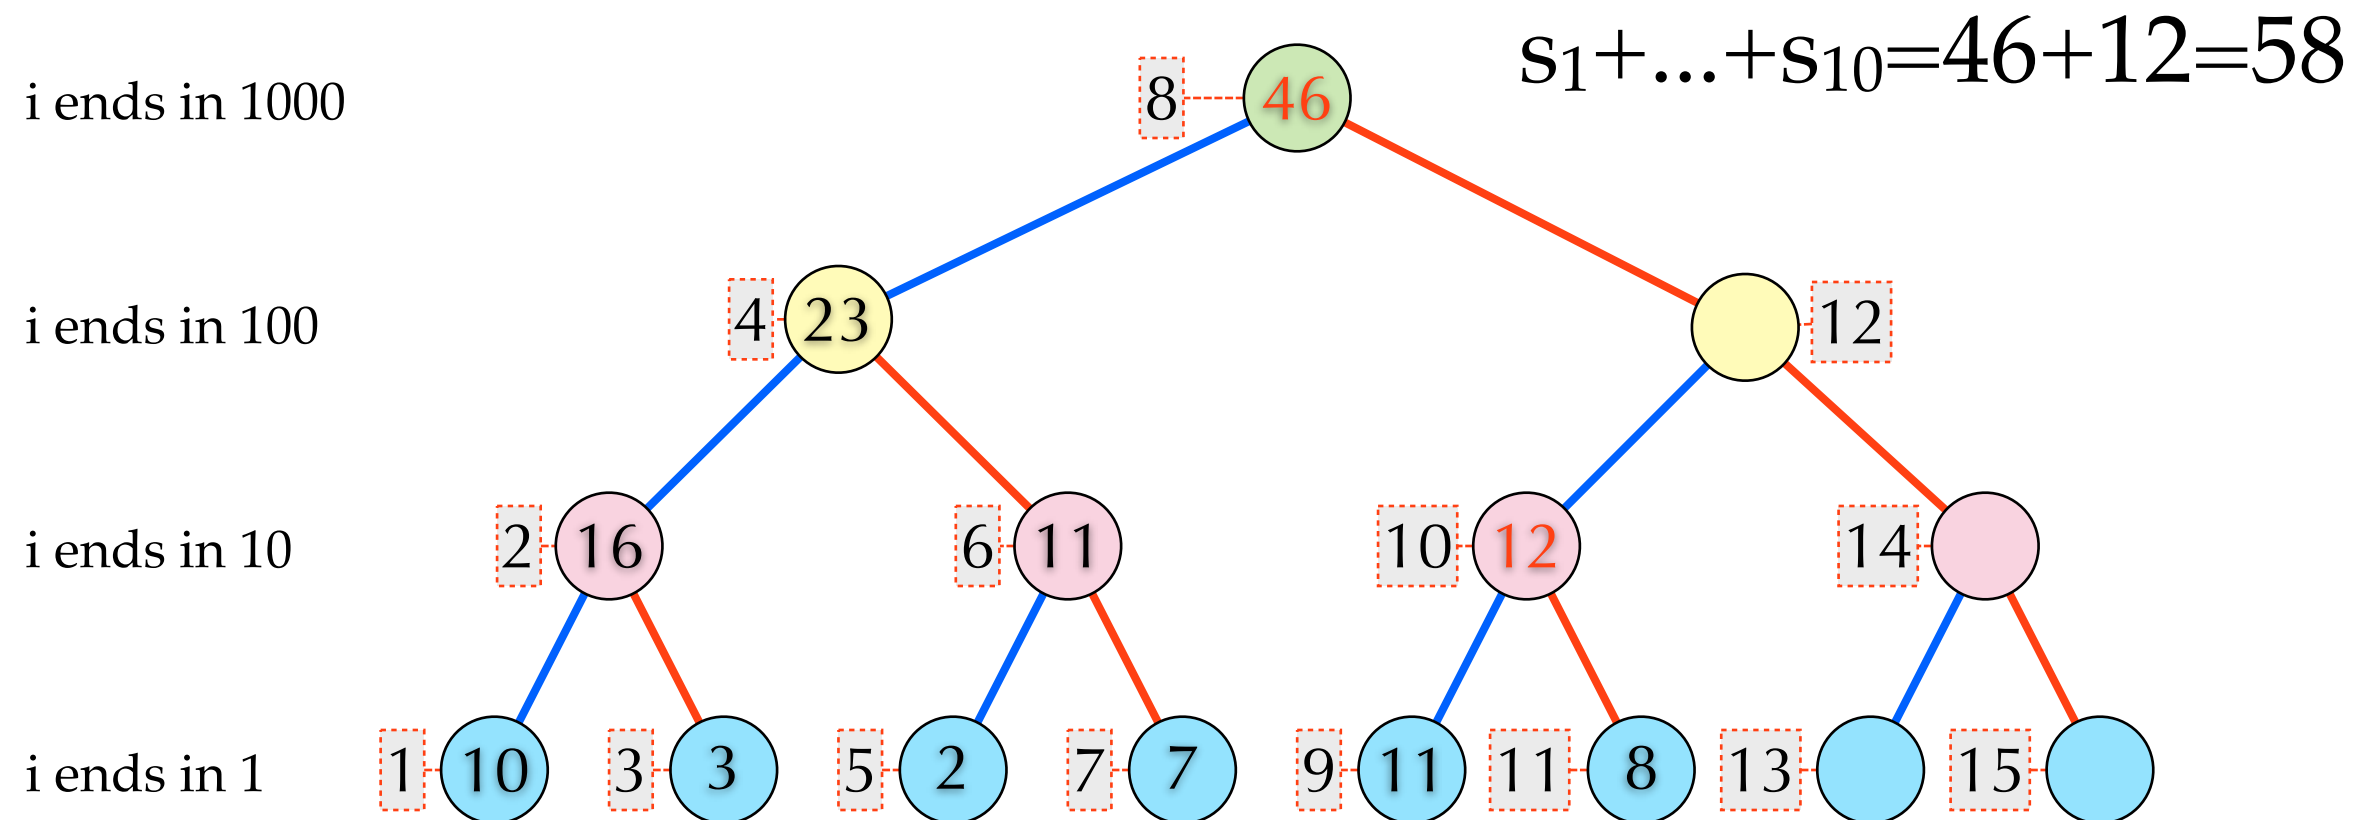 s₁+...+s₁₀=46+12=58
i ends in 1000 8 46
i ends in 100 4 23 12
i ends in 10 2 16 6 11 10 12 14
i ends in 1 1 10 3 3 5 2 7 7 9 11 11 8 13 15